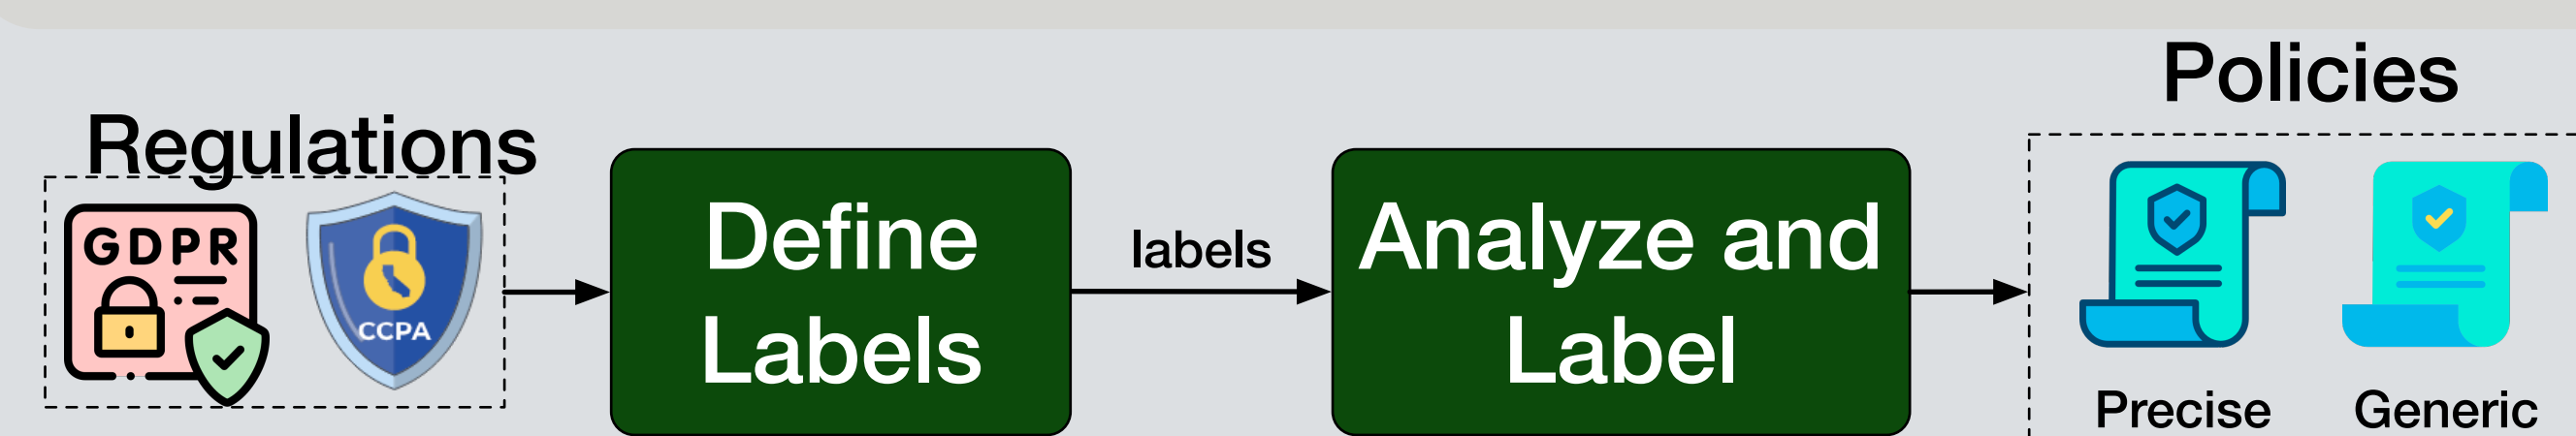 Policies
Regulations
GDPR
CCPA
Define
Labels
labels
Analyze and
Label
Precise
Generic